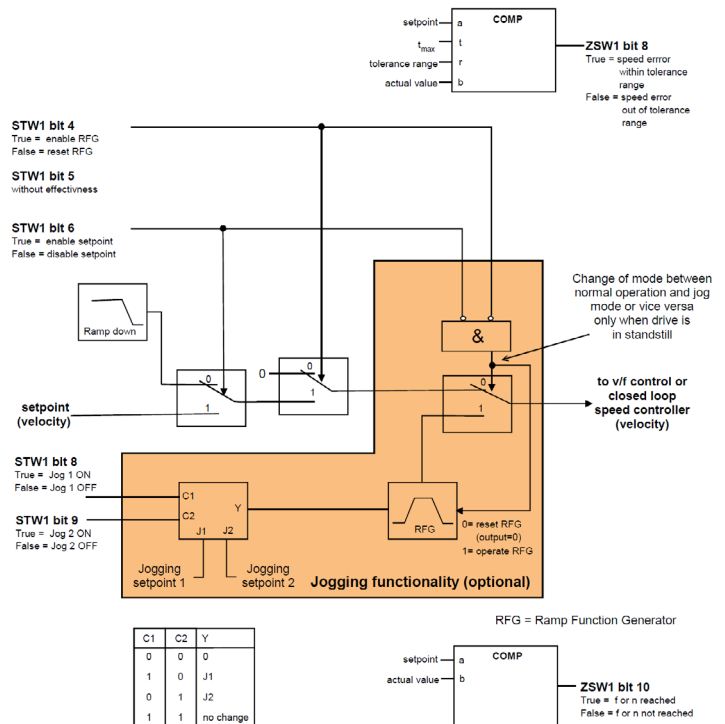 COMP
setpoint
a
t max
t
tolerance range
r
actual value
b
ZSW1 bit 8
True = speed errror
within tolerance
range
False = speed error
out of tolerance
range
STW1 bit 4
True = enable RFG
False = reset RFG
STW1 bit 5
without effectivness
STW1 bit 6
True = enable setpoint
False = disable setpoint
Change of mode between
normal operation and jog
mode or vice versa
only when drive is
in standstill
Ramp down
&
0
1
0
0
1
0
1
setpoint
(velocity)
to v/f control or
closed loop
speed controller
(velocity)
STW1 bit 8
True = Jog 1 ON
False = Jog 1 OFF
STW1 bit 9
True = Jog 2 ON
False = Jog 2 OFF
C1
C2
Y
J1 J2
RFG
0= reset RFG
(output=0)
1= operate RFG
Jogging
setpoint 1
Jogging
setpoint 2
Jogging functionality (optional)
RFG = Ramp Function Generator
C1 C2 Y
0 0 0
1 0 J1
0 1 J2
1 1 no change
COMP
setpoint
a
actual value
b
ZSW1 bit 10
True = f or n reached
False = f or n not reached